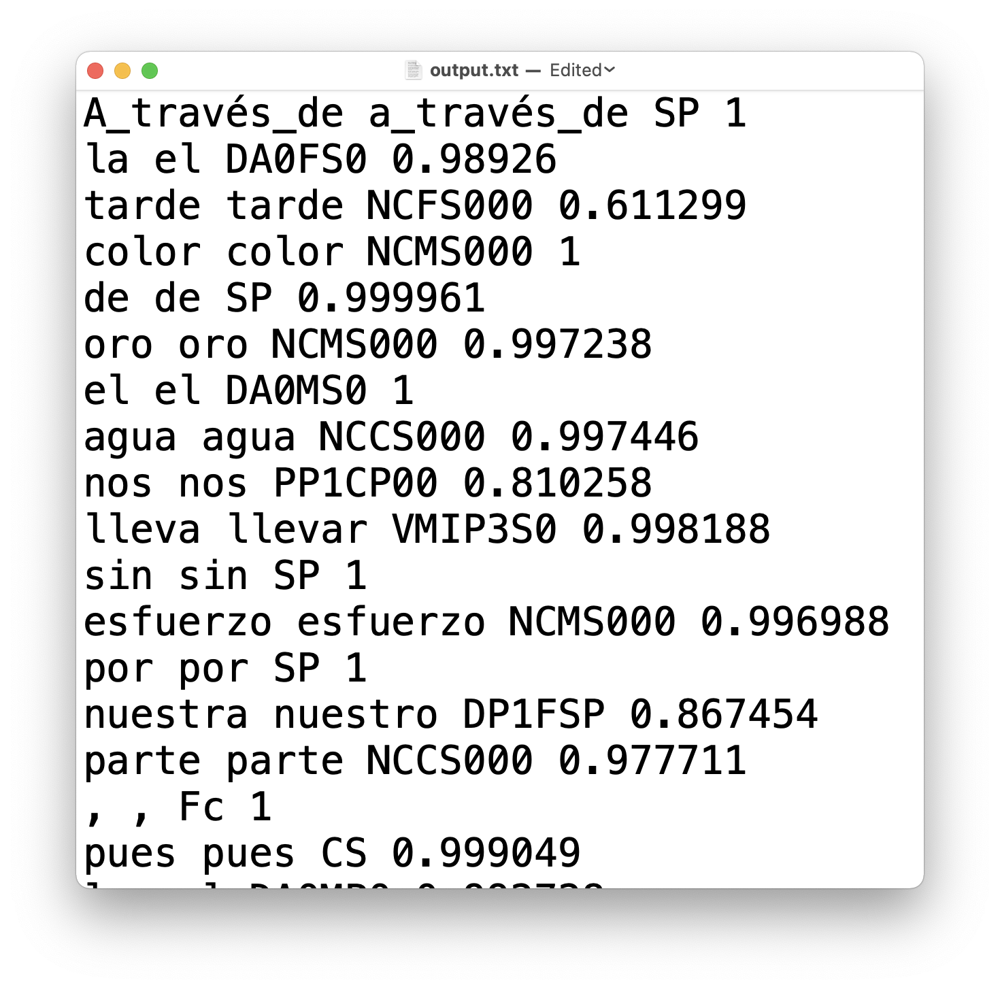 output.txt — Edited
A_través_de a_través_de SP 1
la el DA0FS0 0.98926
tarde tarde NCFS000 0.611299
color color NCMS000 1
de de SP 0.999961
oro oro NCMS000 0.997238
el el DA0MS0 1
agua agua NCCS000 0.997446
nos nos PP1CP00 0.810258
lleva llevar VMIP3S0 0.998188
sin sin SP 1
esfuerzo esfuerzo NCMS000 0.996988
por por SP 1
nuestra nuestro DP1FSP 0.867454
parte parte NCCS000 0.977711
, , Fc 1
pues pues CS 0.999049